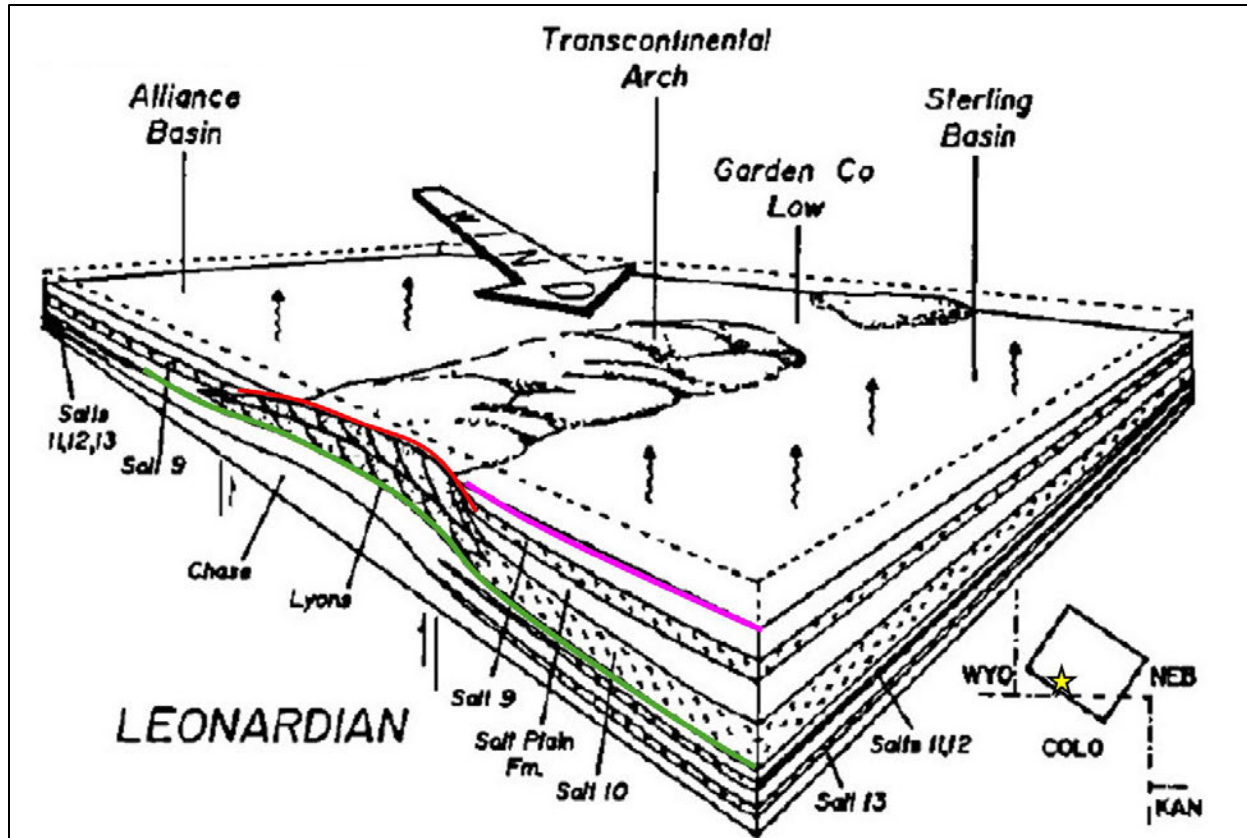 Transcontinental
Arch
Alliance
Basin
Sterling
Basin
Garden Co
Low
N
Salts
11,12,13
Salt 9
Chase
Lyons
LEONARDIAN
Salt 9
Salt Plain
Fm.
Salt 10
Salts 11,12
Salt 13
WYO
NEB
COLO
KAN